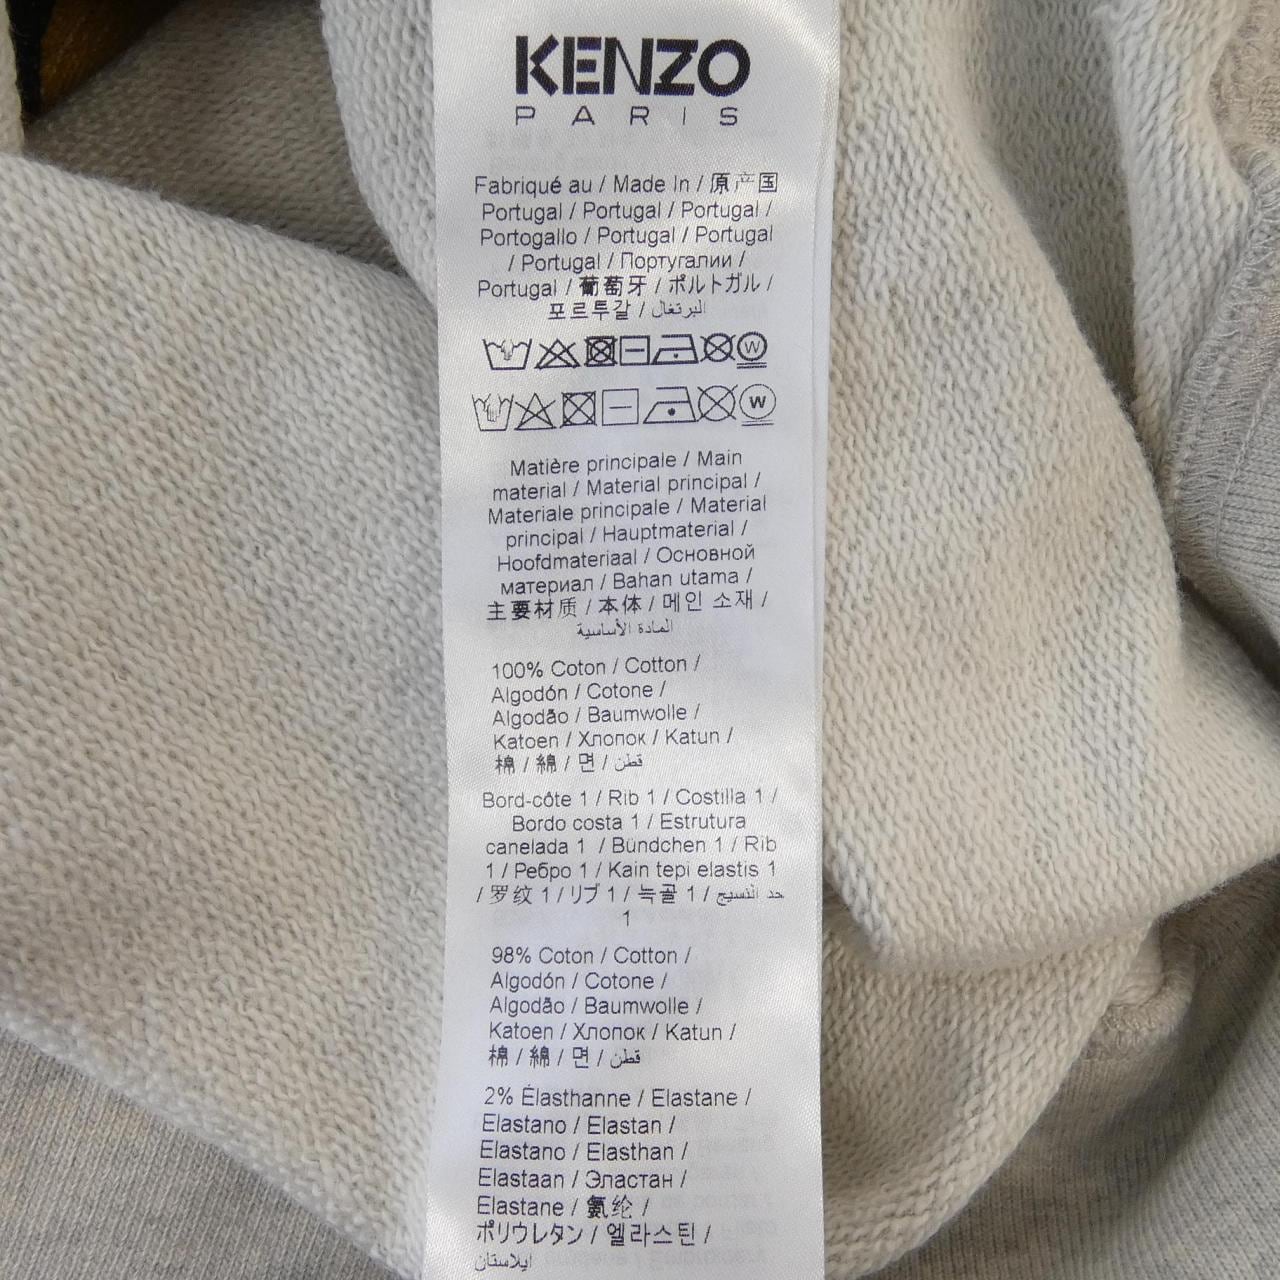 KENZO
PARIS
Fabriqué au / Made In / 原产国
Portugal / Portugal / Portugal /
Portogallo / Portugal / Portugal
/ Portugal / Португалии /
Portugal / 葡萄牙 / ポルトガル /
포르투갈 / البرتغال
W
W
Matière principale / Main
material / Material principal /
Materiale principale / Material
principal / Hauptmaterial /
Hoofdmateriaal / Основной
материал / Bahan utama /
主要材质 / 本体 / 메인 소재 /
المادة الأساسية
100% Coton / Cotton /
Algodón / Cotone /
Algodão / Baumwolle /
Katoen / Хлопок / Katun /
棉 / 綿 / 면 / قطن
Bord-côte 1 / Rib 1 / Costilla 1 /
Bordo costa 1 / Estrutura
canelada 1 / Bündchen 1 / Rib
1 / Ребро 1 / Kain tepi elastis 1
/ 罗纹 1 / リブ 1 / 늑골 1 / حد النسيج
1
98% Coton / Cotton /
Algodón / Cotone /
Algodão / Baumwolle /
Katoen / Хлопок / Katun /
棉 / 綿 / 면 / قطن
2% Élasthanne / Elastane /
Elastano / Elastan /
Elastano / Elasthan /
Elastaan / Эластан /
Elastane / 氨纶 /
ポリウレタン / 엘라스틴 /
ايلاستان